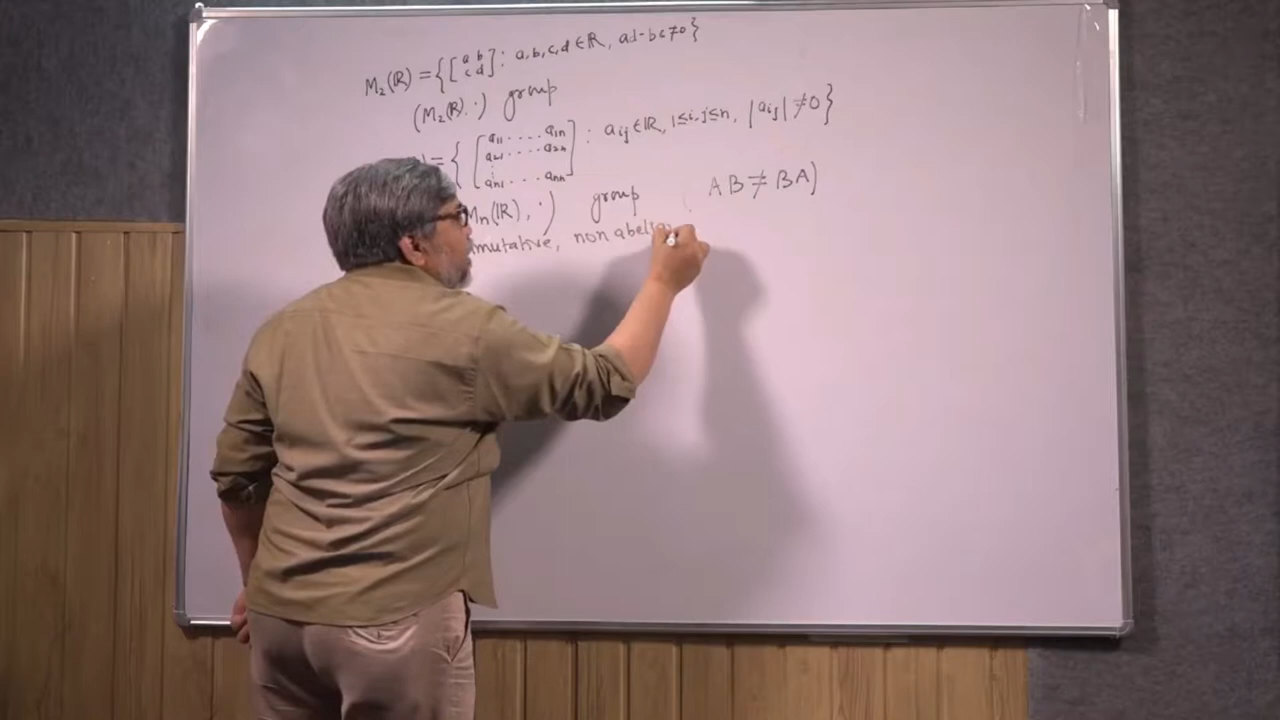 M₂(ℝ) = { [a b c d] : a, b, c, d ∈ ℝ, ad-bc ≠ 0 }
(M₂(ℝ), ·) group
) = { [a₁₁ .... a₁ₙ a₂₁ .... a₂ₙ ⋮ aₙ₁ ... aₙₙ] : aᵢⱼ ∈ ℝ, 1≤i,j≤n, |aᵢⱼ| ≠ 0 }
Mₙ(ℝ), ·) group ( AB ≠ BA)
mutative, non abelia